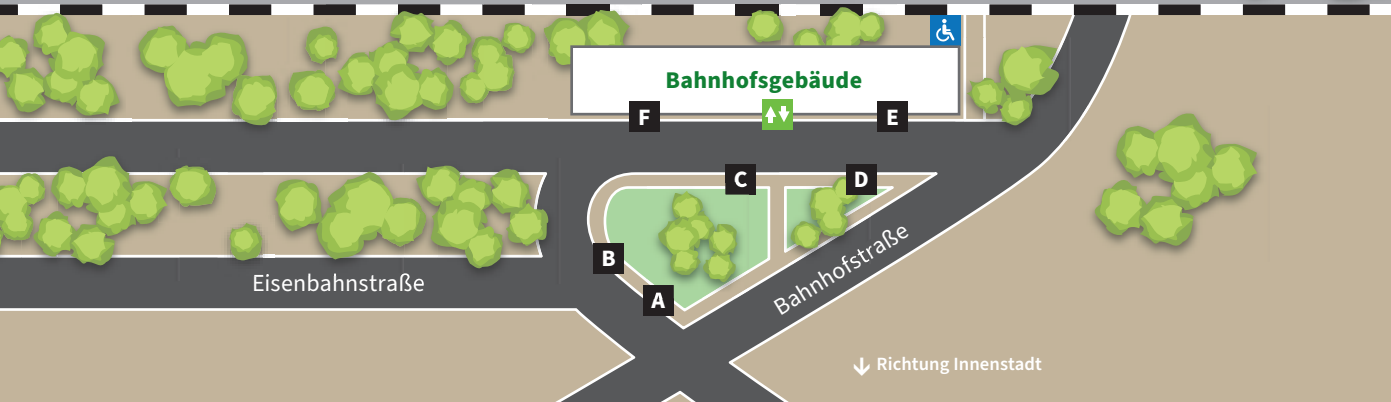 Bahnhofsgebäude
F
E
C
D
B
A
Eisenbahnstraße
Bahnhofstraße
Richtung Innenstadt